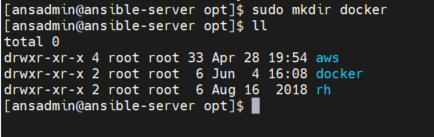 [ansadmin@ansible-server opt]$ sudo mkdir docker
[ansadmin@ansible-server opt]$ ll
total 0
drwxr-xr-x 4 root root 33 Apr 28 19:54 aws
drwxr-xr-x 2 root root  6 Jun  4 16:08 docker
drwxr-xr-x 2 root root  6 Aug 16  2018 rh
[ansadmin@ansible-server opt]$